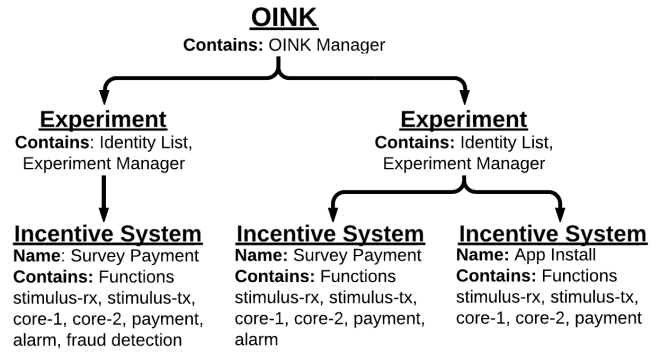 OINK
Contains: OINK Manager
Experiment
Contains: Identity List,
Experiment Manager
Experiment
Contains: Identity List,
Experiment Manager
Incentive System
Name: Survey Payment
Contains: Functions
stimulus-rx, stimulus-tx,
core-1, core-2, payment,
alarm, fraud detection
Incentive System
Name: Survey Payment
Contains: Functions
stimulus-rx, stimulus-tx,
core-1, core-2, payment,
alarm
Incentive System
Name: App Install
Contains: Functions
stimulus-rx, stimulus-tx,
core-1, core-2, payment